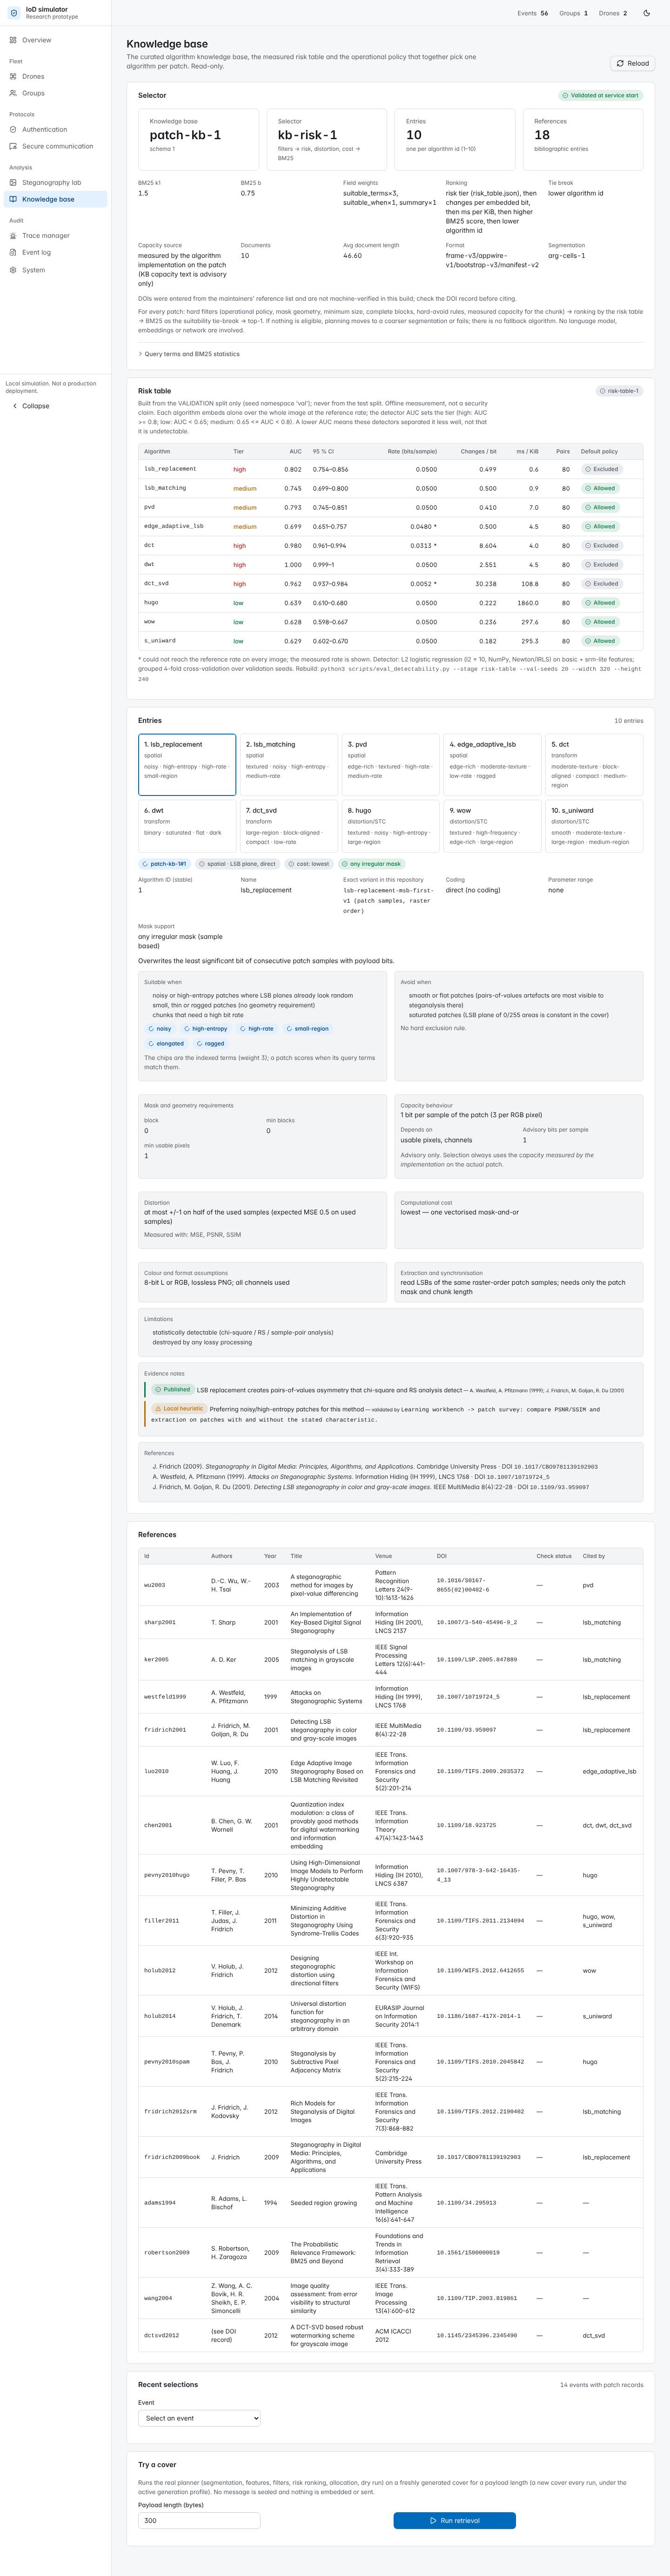 IoD simulator
Research prototype
Events 56 Groups 1 Drones 2
Overview
Fleet
Drones
Groups
Protocols
Authentication
Secure communication
Analysis
Steganography lab
Knowledge base
Audit
Trace manager
Event log
System
Local simulation. Not a production
deployment.
Collapse
Knowledge base
The curated algorithm knowledge base, the measured risk table and the operational policy that together pick one
algorithm per patch. Read-only.
Reload
Selector
Validated at service start
Knowledge base
patch-kb-1
schema 1
Selector
kb-risk-1
filters → risk, distortion, cost →
BM25
Entries
10
one per algorithm id (1–10)
References
18
bibliographic entries
BM25 k1
1.5
BM25 b
0.75
Field weights
suitable_terms×3,
suitable_when×1, summary×1
Ranking
risk tier (risk_table.json), then
changes per embedded bit,
then ms per KiB, then higher
BM25 score, then lower
algorithm id
Tie break
lower algorithm id
Capacity source
measured by the algorithm
implementation on the patch
(KB capacity text is advisory
only)
Documents
10
Avg document length
46.60
Format
frame-v3/appwire-
v1/bootstrap-v3/manifest-v2
Segmentation
arg-cells-1
DOIs were entered from the maintainers' reference list and are not machine-verified in this build; check the DOI record before citing.
For every patch: hard filters (operational policy, mask geometry, minimum size, complete blocks, hard-avoid rules, measured capacity for the chunk) → ranking by the risk table
→ BM25 as the suitability tie-break → top-1. If nothing is eligible, planning moves to a coarser segmentation or fails; there is no fallback algorithm. No language model,
embeddings or network are involved.
Query terms and BM25 statistics
Risk table
risk-table-1
Built from the VALIDATION split only (seed namespace 'val'); never from the test split. Offline measurement, not a security
claim. Each algorithm embeds alone over the whole image at the reference rate; the detector AUC sets the tier (high: AUC
>= 0.8; low: AUC < 0.65; medium: 0.65 <= AUC < 0.8). A lower AUC means these detectors separated it less well, not that
it is undetectable.
Algorithm Tier AUC 95 % CI Rate (bits/sample) Changes / bit ms / KiB Pairs Default policy
lsb_replacement high 0.802 0.754–0.856 0.0500 0.499 0.6 80 Excluded
lsb_matching medium 0.745 0.699–0.800 0.0500 0.500 0.9 80 Allowed
pvd medium 0.793 0.745–0.851 0.0500 0.410 7.0 80 Allowed
edge_adaptive_lsb medium 0.699 0.651–0.757 0.0480 * 0.500 4.5 80 Allowed
dct high 0.980 0.961–0.994 0.0313 * 8.604 4.0 80 Excluded
dwt high 1.000 0.999–1 0.0500 2.551 4.5 80 Excluded
dct_svd high 0.962 0.937–0.984 0.0052 * 30.238 108.8 80 Excluded
hugo low 0.639 0.610–0.680 0.0500 0.222 1860.0 80 Allowed
wow low 0.628 0.598–0.667 0.0500 0.236 297.6 80 Allowed
s_uniward low 0.629 0.602–0.670 0.0500 0.182 295.3 80 Allowed
* could not reach the reference rate on every image; the measured rate is shown. Detector: L2 logistic regression (l2 = 10, NumPy, Newton/IRLS) on basic + srm-lite features;
grouped 4-fold cross-validation over validation seeds. Rebuild: python3 scripts/eval_detectability.py --stage risk-table --val-seeds 20 --width 320 --height
240
Entries
10 entries
1. lsb_replacement
spatial
noisy · high-entropy · high-rate ·
small-region
2. lsb_matching
spatial
textured · noisy · high-entropy ·
medium-rate
3. pvd
spatial
edge-rich · textured · high-rate ·
medium-rate
4. edge_adaptive_lsb
spatial
edge-rich · moderate-texture ·
low-rate · ragged
5. dct
transform
moderate-texture · block-
aligned · compact · medium-
region
6. dwt
transform
binary · saturated · flat · dark
7. dct_svd
transform
large-region · block-aligned ·
compact · low-rate
8. hugo
distortion/STC
textured · noisy · high-entropy ·
large-region
9. wow
distortion/STC
textured · high-frequency ·
edge-rich · large-region
10. s_uniward
distortion/STC
smooth · moderate-texture ·
large-region · medium-region
patch-kb-1#1 spatial · LSB plane, direct cost: lowest any irregular mask
Algorithm ID (stable)
1
Name
lsb_replacement
Exact variant in this repository
lsb-replacement-msb-first-
v1 (patch samples, raster
order)
Coding
direct (no coding)
Parameter range
none
Mask support
any irregular mask (sample
based)
Overwrites the least significant bit of consecutive patch samples with payload bits.
Suitable when
noisy or high-entropy patches where LSB planes already look random
small, thin or ragged patches (no geometry requirement)
chunks that need a high bit rate
noisy high-entropy high-rate small-region
elongated ragged
The chips are the indexed terms (weight 3); a patch scores when its query terms
match them.
Avoid when
smooth or flat patches (pairs-of-values artefacts are most visible to
steganalysis there)
saturated patches (LSB plane of 0/255 areas is constant in the cover)
No hard exclusion rule.
Mask and geometry requirements
block
0
min blocks
0
min usable pixels
1
Capacity behaviour
1 bit per sample of the patch (3 per RGB pixel)
Depends on
usable pixels, channels
Advisory bits per sample
1
Advisory only. Selection always uses the capacity measured by the
implementation on the actual patch.
Distortion
at most +/-1 on half of the used samples (expected MSE 0.5 on used
samples)
Measured with: MSE, PSNR, SSIM
Computational cost
lowest — one vectorised mask-and-or
Colour and format assumptions
8-bit L or RGB, lossless PNG; all channels used
Extraction and synchronisation
read LSBs of the same raster-order patch samples; needs only the patch
mask and chunk length
Limitations
statistically detectable (chi-square / RS / sample-pair analysis)
destroyed by any lossy processing
Evidence notes
Published LSB replacement creates pairs-of-values asymmetry that chi-square and RS analysis detect — A. Westfeld, A. Pfitzmann (1999); J. Fridrich, M. Goljan, R. Du (2001)
Local heuristic Preferring noisy/high-entropy patches for this method — validated by Learning workbench -> patch survey: compare PSNR/SSIM and
extraction on patches with and without the stated characteristic.
References
J. Fridrich (2009). Steganography in Digital Media: Principles, Algorithms, and Applications. Cambridge University Press · DOI 10.1017/CBO9781139192903
A. Westfeld, A. Pfitzmann (1999). Attacks on Steganographic Systems. Information Hiding (IH 1999), LNCS 1768 · DOI 10.1007/10719724_5
J. Fridrich, M. Goljan, R. Du (2001). Detecting LSB steganography in color and gray-scale images. IEEE MultiMedia 8(4):22-28 · DOI 10.1109/93.959097
References
Id Authors Year Title Venue DOI Check status Cited by
wu2003
D.-C. Wu, W.-
H. Tsai
2003
A steganographic
method for images by
pixel-value differencing
Pattern
Recognition
Letters 24(9-
10):1613-1626
10.1016/S0167-
8655(02)00402-6
—
pvd
sharp2001
T. Sharp
2001
An Implementation of
Key-Based Digital Signal
Steganography
Information
Hiding (IH 2001),
LNCS 2137
10.1007/3-540-45496-9_2
—
lsb_matching
ker2005
A. D. Ker
2005
Steganalysis of LSB
matching in grayscale
images
IEEE Signal
Processing
Letters 12(6):441-
444
10.1109/LSP.2005.847889
—
lsb_matching
westfeld1999
A. Westfeld,
A. Pfitzmann
1999
Attacks on
Steganographic Systems
Information
Hiding (IH 1999),
LNCS 1768
10.1007/10719724_5
—
lsb_replacement
fridrich2001
J. Fridrich, M.
Goljan, R. Du
2001
Detecting LSB
steganography in color
and gray-scale images
IEEE MultiMedia
8(4):22-28
10.1109/93.959097
—
lsb_replacement
luo2010
W. Luo, F.
Huang, J.
Huang
2010
Edge Adaptive Image
Steganography Based on
LSB Matching Revisited
IEEE Trans.
Information
Forensics and
Security
5(2):201-214
10.1109/TIFS.2009.2035372
—
edge_adaptive_lsb
chen2001
B. Chen, G. W.
Wornell
2001
Quantization index
modulation: a class of
provably good methods
for digital watermarking
and information
embedding
IEEE Trans.
Information
Theory
47(4):1423-1443
10.1109/18.923725
—
dct, dwt, dct_svd
pevny2010hugo
T. Pevny, T.
Filler, P. Bas
2010
Using High-Dimensional
Image Models to Perform
Highly Undetectable
Steganography
Information
Hiding (IH 2010),
LNCS 6387
10.1007/978-3-642-16435-
4_13
—
hugo
filler2011
T. Filler, J.
Judas, J.
Fridrich
2011
Minimizing Additive
Distortion in
Steganography Using
Syndrome-Trellis Codes
IEEE Trans.
Information
Forensics and
Security
6(3):920-935
10.1109/TIFS.2011.2134094
—
hugo, wow,
s_uniward
holub2012
V. Holub, J.
Fridrich
2012
Designing
steganographic
distortion using
directional filters
IEEE Int.
Workshop on
Information
Forensics and
Security (WIFS)
10.1109/WIFS.2012.6412655
—
wow
holub2014
V. Holub, J.
Fridrich, T.
Denemark
2014
Universal distortion
function for
steganography in an
arbitrary domain
EURASIP Journal
on Information
Security 2014:1
10.1186/1687-417X-2014-1
—
s_uniward
pevny2010spam
T. Pevny, P.
Bas, J.
Fridrich
2010
Steganalysis by
Subtractive Pixel
Adjacency Matrix
IEEE Trans.
Information
Forensics and
Security
5(2):215-224
10.1109/TIFS.2010.2045842
—
hugo
fridrich2012srm
J. Fridrich, J.
Kodovsky
2012
Rich Models for
Steganalysis of Digital
Images
IEEE Trans.
Information
Forensics and
Security
7(3):868-882
10.1109/TIFS.2012.2190402
—
lsb_matching
fridrich2009book
J. Fridrich
2009
Steganography in Digital
Media: Principles,
Algorithms, and
Applications
Cambridge
University Press
10.1017/CBO9781139192903
—
lsb_replacement
adams1994
R. Adams, L.
Bischof
1994
Seeded region growing
IEEE Trans.
Pattern Analysis
and Machine
Intelligence
16(6):641-647
10.1109/34.295913
—
—
robertson2009
S. Robertson,
H. Zaragoza
2009
The Probabilistic
Relevance Framework:
BM25 and Beyond
Foundations and
Trends in
Information
Retrieval
3(4):333-389
10.1561/1500000019
—
—
wang2004
Z. Wang, A. C.
Bovik, H. R.
Sheikh, E. P.
Simoncelli
2004
Image quality
assessment: from error
visibility to structural
similarity
IEEE Trans.
Image
Processing
13(4):600-612
10.1109/TIP.2003.819861
—
—
dctsvd2012
(see DOI
record)
2012
A DCT-SVD based robust
watermarking scheme
for grayscale image
ACM ICACCI
2012
10.1145/2345396.2345490
—
dct_svd
Recent selections
14 events with patch records
Event
Select an event
Try a cover
Runs the real planner (segmentation, features, filters, risk ranking, allocation, dry run) on a freshly generated cover for a payload length (a new cover every run, under the
active generation profile). No message is sealed and nothing is embedded or sent.
Payload length (bytes)
300
Run retrieval